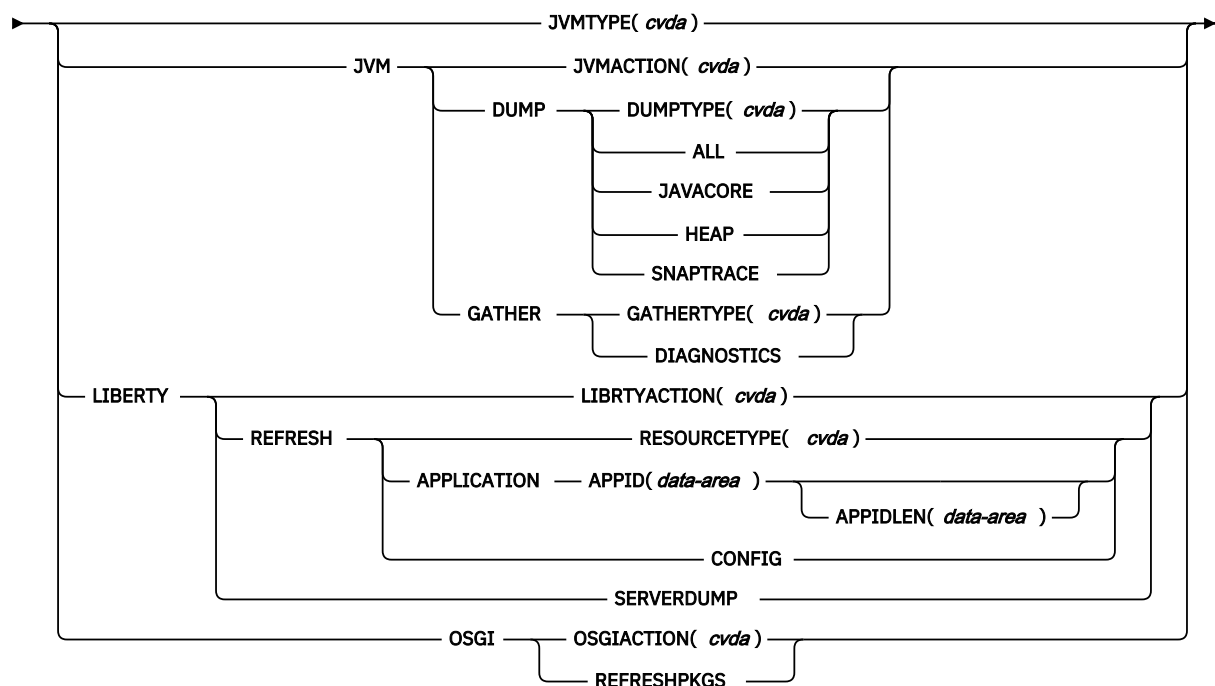 JVMTYPE( cvda )
JVM JVMACTION( cvda )
DUMP DUMPTYPE( cvda )
ALL
JAVACORE
HEAP
SNAPTRACE
GATHER GATHERTYPE( cvda )
DIAGNOSTICS
LIBERTY LIBRTYACTION( cvda )
REFRESH RESOURCETYPE( cvda )
APPLICATION APPID( data-area )
APPIDLEN( data-area )
CONFIG
SERVERDUMP
OSGI OSGIACTION( cvda )
REFRESHPKGS